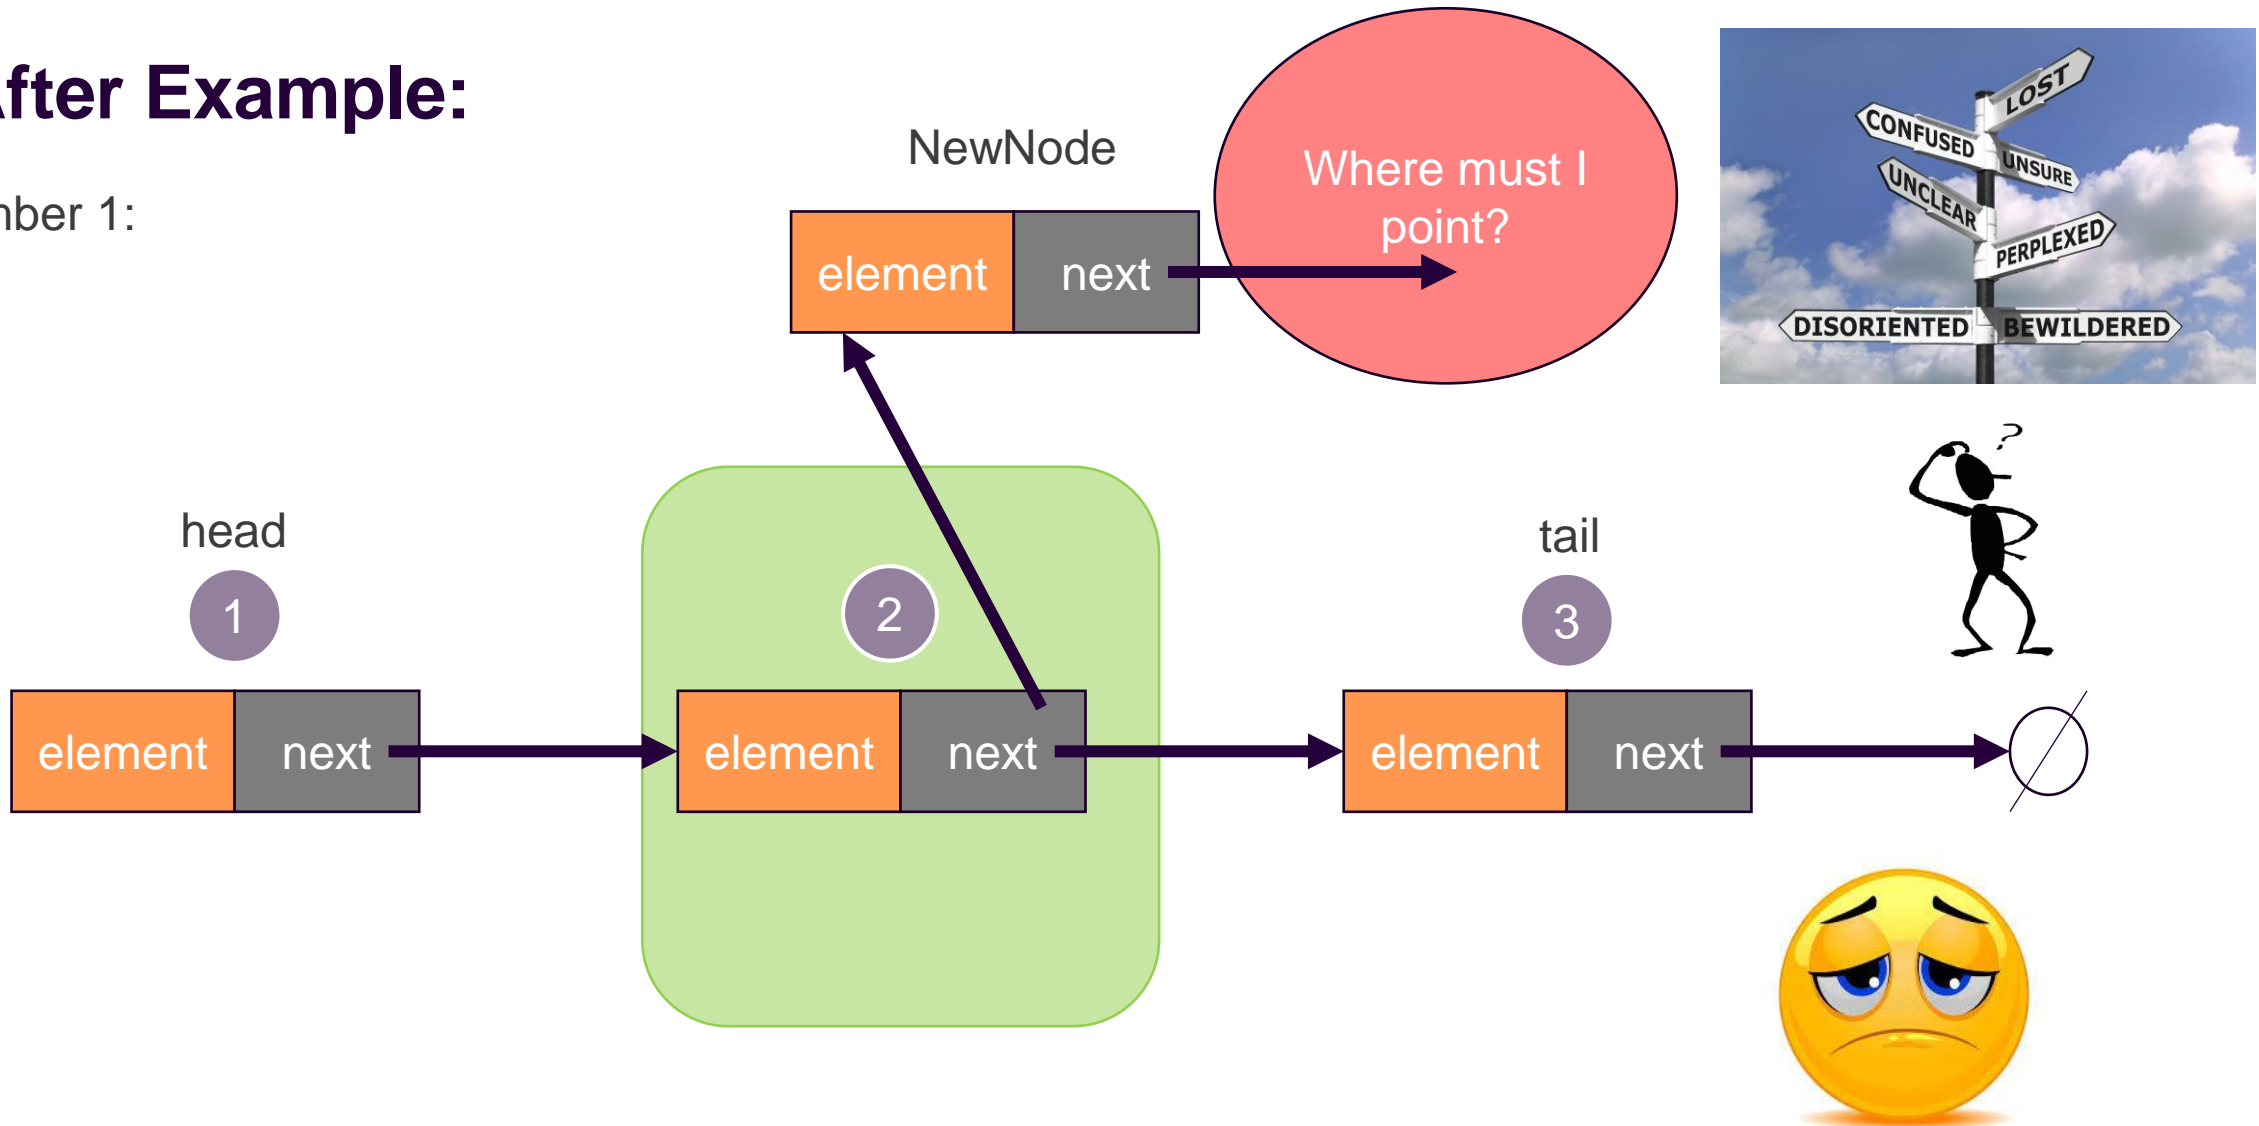 fter Example:
nber 1:
NewNode
Where must I
point?
element next
LOST
CONFUSED
UNSURE
UNCLEAR
PERPLEXED
DISORIENTED
BEWILDERED
?
head
1
2
tail
3
element next
element next
element next